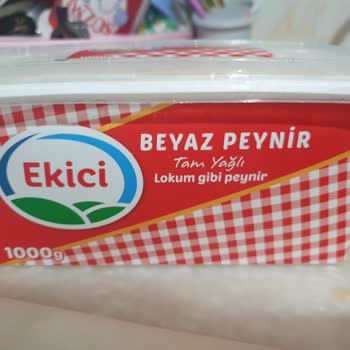 BEYAZ PEYNİR
Tam Yağlı
Lokum gibi peynir
Ekici
1000g